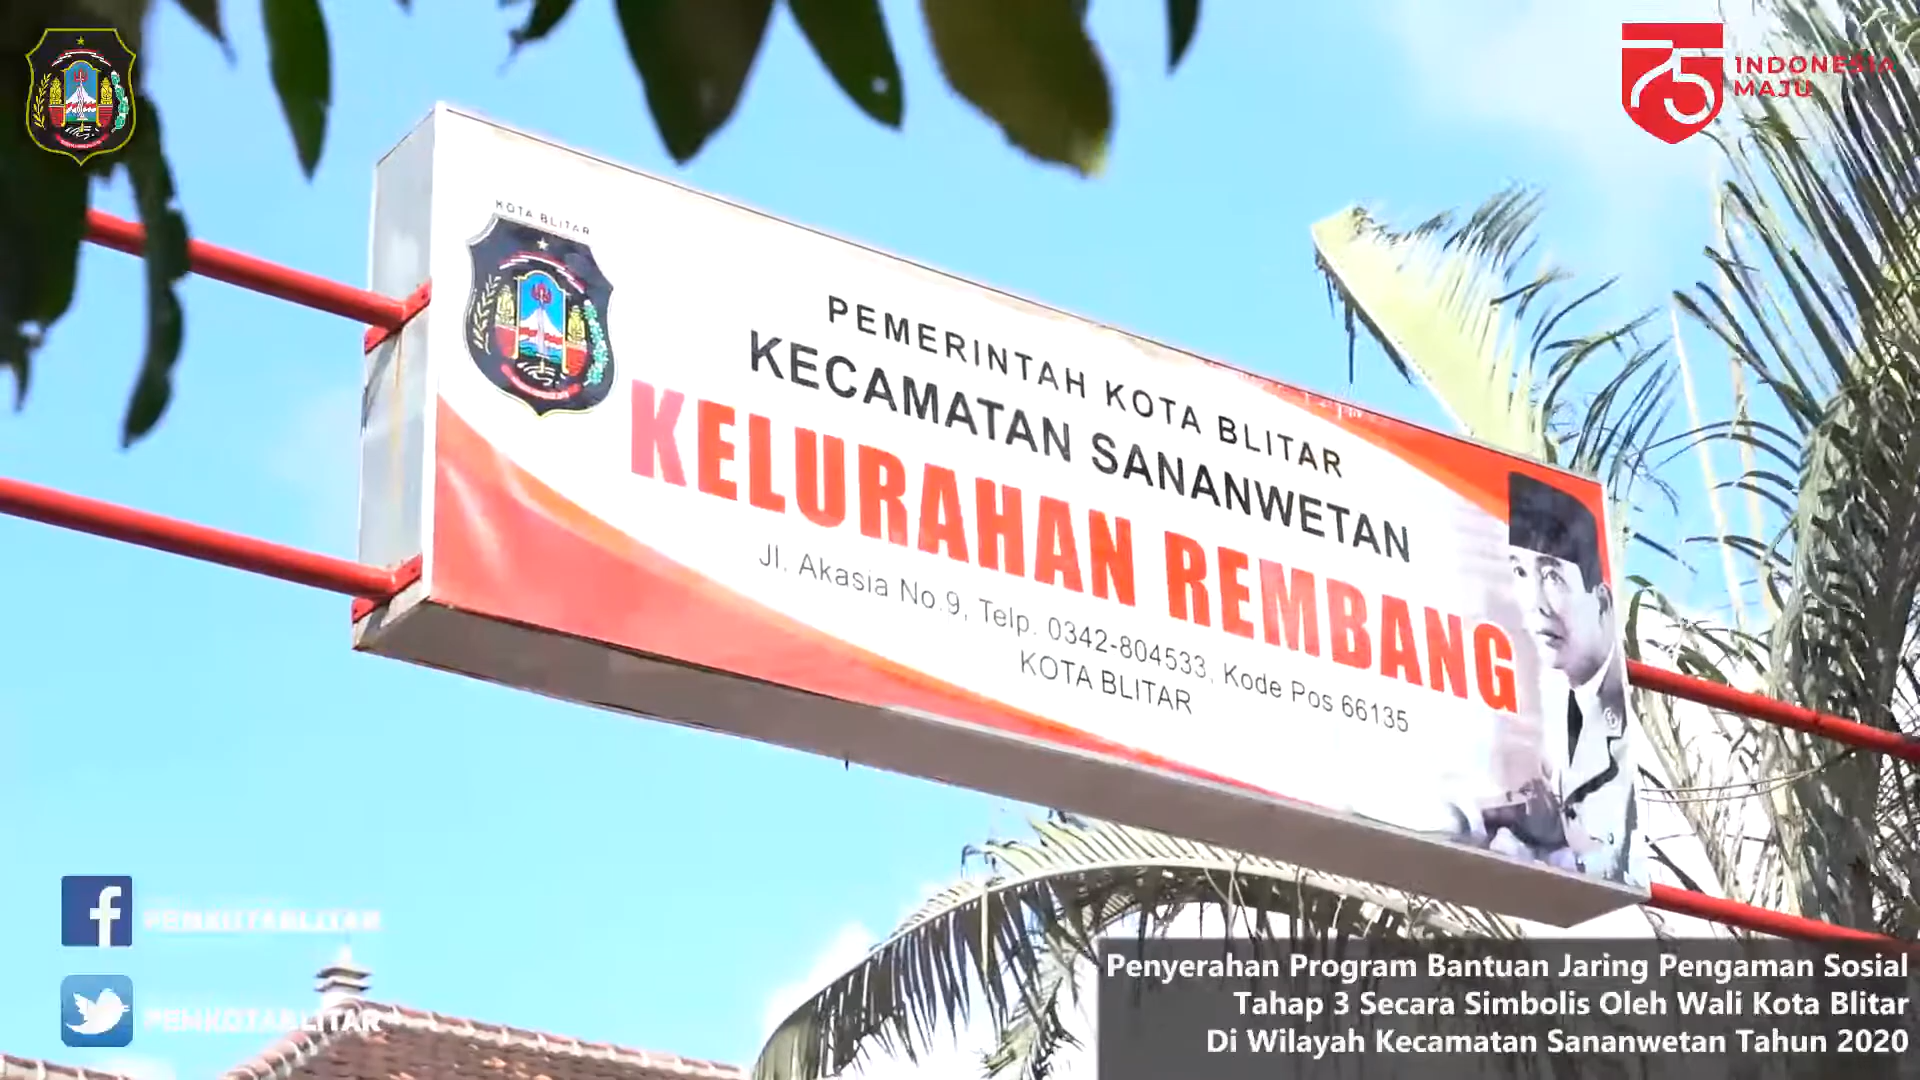 75 INDONESIA
MAJU
KOTA BLITAR
PEMERINTAH KOTA BLITAR
KECAMATAN SANANWETAN
KELURAHAN REMBANG
Jl. Akasia No.9, Telp. 0342-804533, Kode Pos 66135
KOTA BLITAR
PEMKOTABLITAR
PEMKOTABLITAR
Penyerahan Program Bantuan Jaring Pengaman Sosial
Tahap 3 Secara Simbolis Oleh Wali Kota Blitar
Di Wilayah Kecamatan Sananwetan Tahun 2020